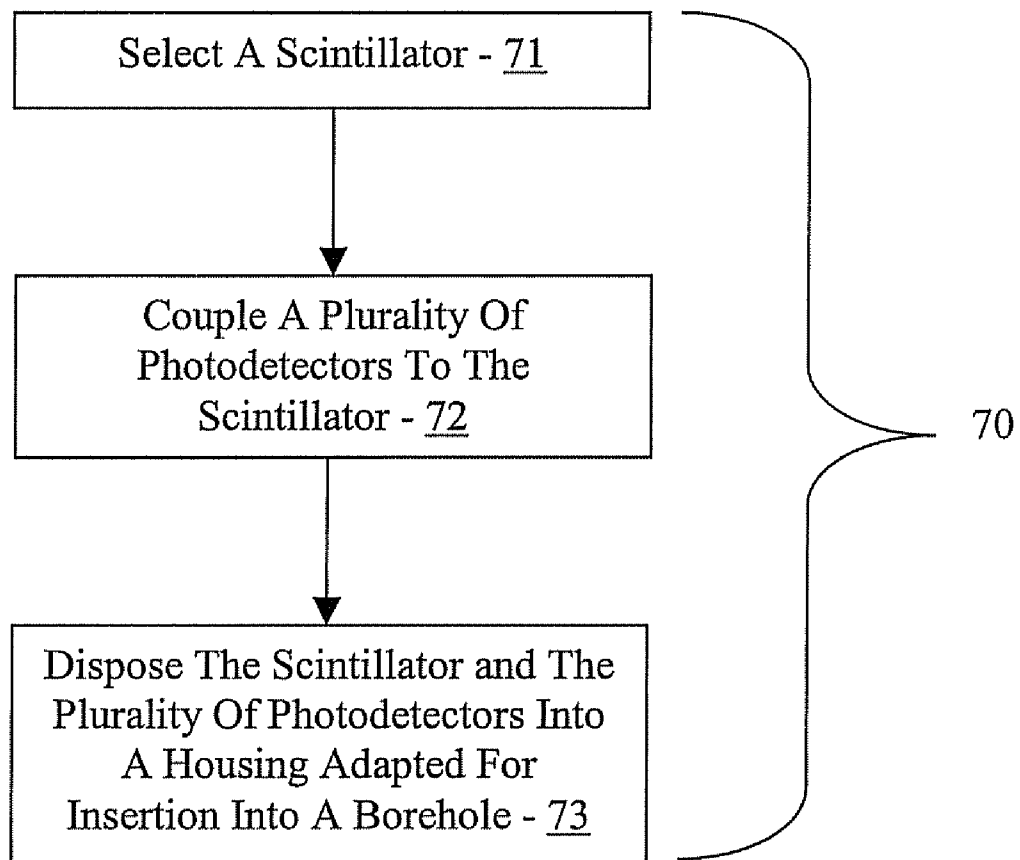 Select A Scintillator - 71
Couple A Plurality Of
Photodetectors To The
Scintillator - 72
70
Dispose The Scintillator and The
Plurality Of Photodetectors Into
A Housing Adapted For
Insertion Into A Borehole - 73